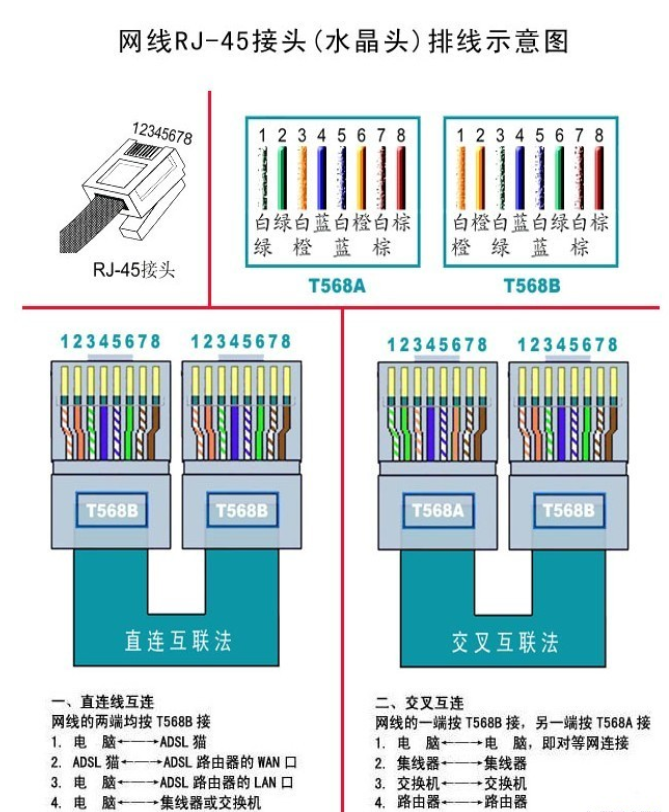 网线RJ-45接头(水晶头)排线示意图
12345678
RJ-45接头
1 2 3 4 5 6 7 8
白绿白蓝白橙白棕
绿 橙 蓝 棕
T568A
1 2 3 4 5 6 7 8
白橙白蓝白绿白棕
橙 绿 蓝 棕
T568B
12345678
12345678
T568B
T568B
直连互联法
12345678
12345678
T568A
T568B
交叉互联法
一、直连线互连
网线的两端均按 T568B 接
1. 电 脑←—→ADSL 猫
2. ADSL 猫←—→ADSL 路由器的 WAN 口
3. 电 脑←—→ADSL 路由器的 LAN 口
4. 电 脑←—→集线器或交换机
二、交叉互连
网线的一端按 T568B 接，另一端按 T568A 接
1. 电 脑←—→电 脑，即对等网连接
2. 集线器←—→集线器
3. 交换机←—→交换机
4. 路由器←—→路由器